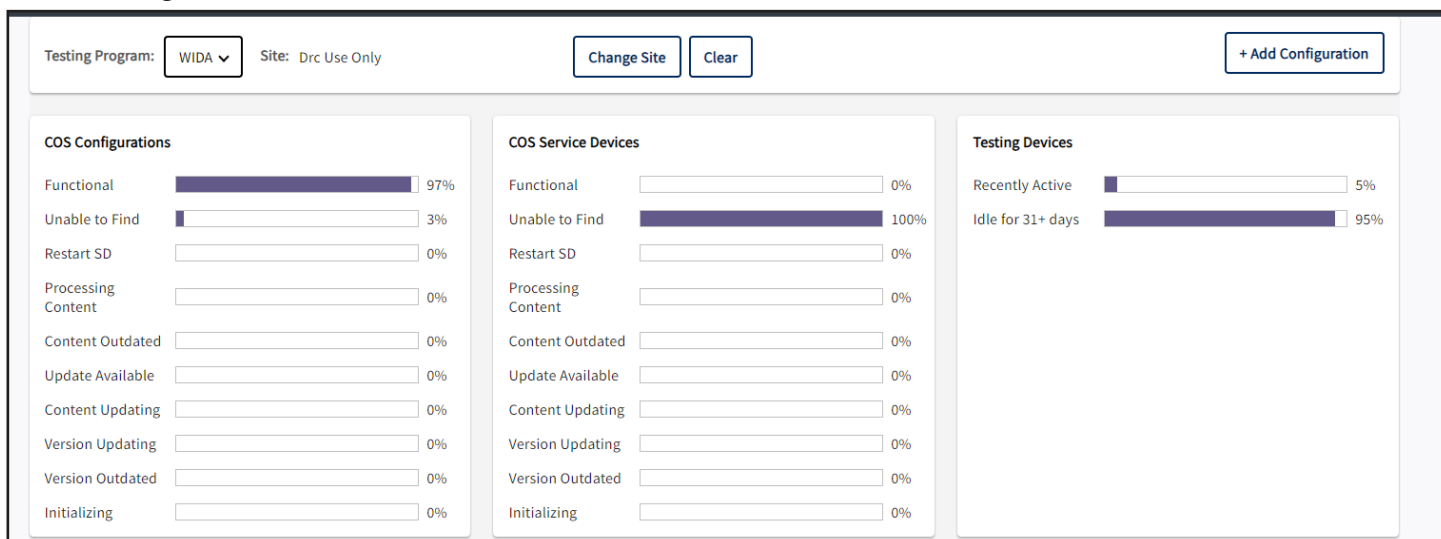 Testing Program: WIDA Site: Drc Use Only Change Site Clear + Add Configuration
COS Configurations
Functional 97%
Unable to Find 3%
Restart SD 0%
Processing
Content 0%
Content Outdated 0%
Update Available 0%
Content Updating 0%
Version Updating 0%
Version Outdated 0%
Initializing 0%
COS Service Devices
Functional 0%
Unable to Find 100%
Restart SD 0%
Processing
Content 0%
Content Outdated 0%
Update Available 0%
Content Updating 0%
Version Updating 0%
Version Outdated 0%
Initializing 0%
Testing Devices
Recently Active 5%
Idle for 31+ days 95%